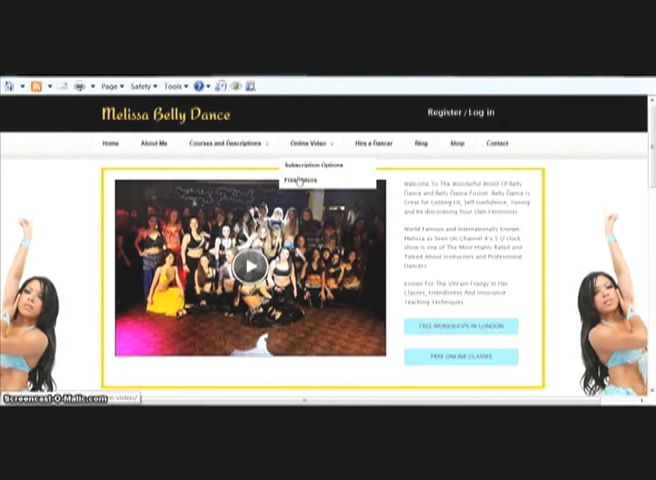 Page Safety Tools
Melissa Belly Dance
Register / Log in
Home About Me Courses and Descriptions Online Video Hire a Dancer Blog Shop Contact
Subscription Options
Welcome To The Wonderful World Of Belly
Dance and Belly Dance Fusion. Belly Dance is
Great for Getting Fit, Self-confidence, Toning
and Re-discovering Your Own Femininity.
World Famous and Internationally Known,
Melissa as Seen On Channel 4's 5 O'clock
show is one of The Most Highly Rated and
Talked About Instructors and Professional
Dancers
Known For The Vibrant Energy In Her
Classes, Friendliness And Innovative
Teaching Techniques.
FREE WORKSHOPS IN LONDON
FREE ONLINE CLASSES
Screencast-O-Matic.com